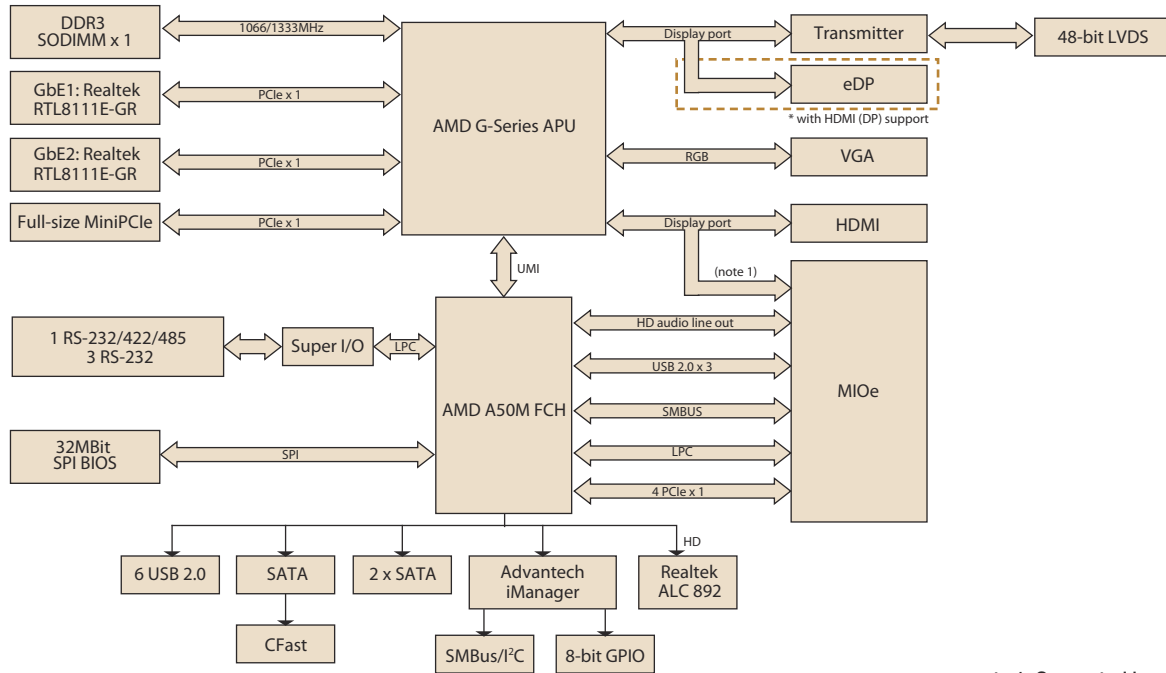 DDR3
SODIMM x 1
1066/1333MHz
GbE1: Realtek
RTL8111E-GR
PCIe x 1
GbE2: Realtek
RTL8111E-GR
PCIe x 1
Full-size MiniPCIe
PCIe x 1
AMD G-Series APU
Display port
Transmitter
48-bit LVDS
eDP
* with HDMI (DP) support
RGB
VGA
Display port
HDMI
(note 1)
UMI
1 RS-232/422/485
3 RS-232
Super I/O
LPC
AMD A50M FCH
HD audio line out
USB 2.0 x 3
SMBUS
LPC
4 PCIe x 1
MIOe
32MBit
SPI BIOS
SPI
HD
6 USB 2.0
SATA
2 x SATA
Advantech
iManager
Realtek
ALC 892
CFast
SMBus/I²C
8-bit GPIO